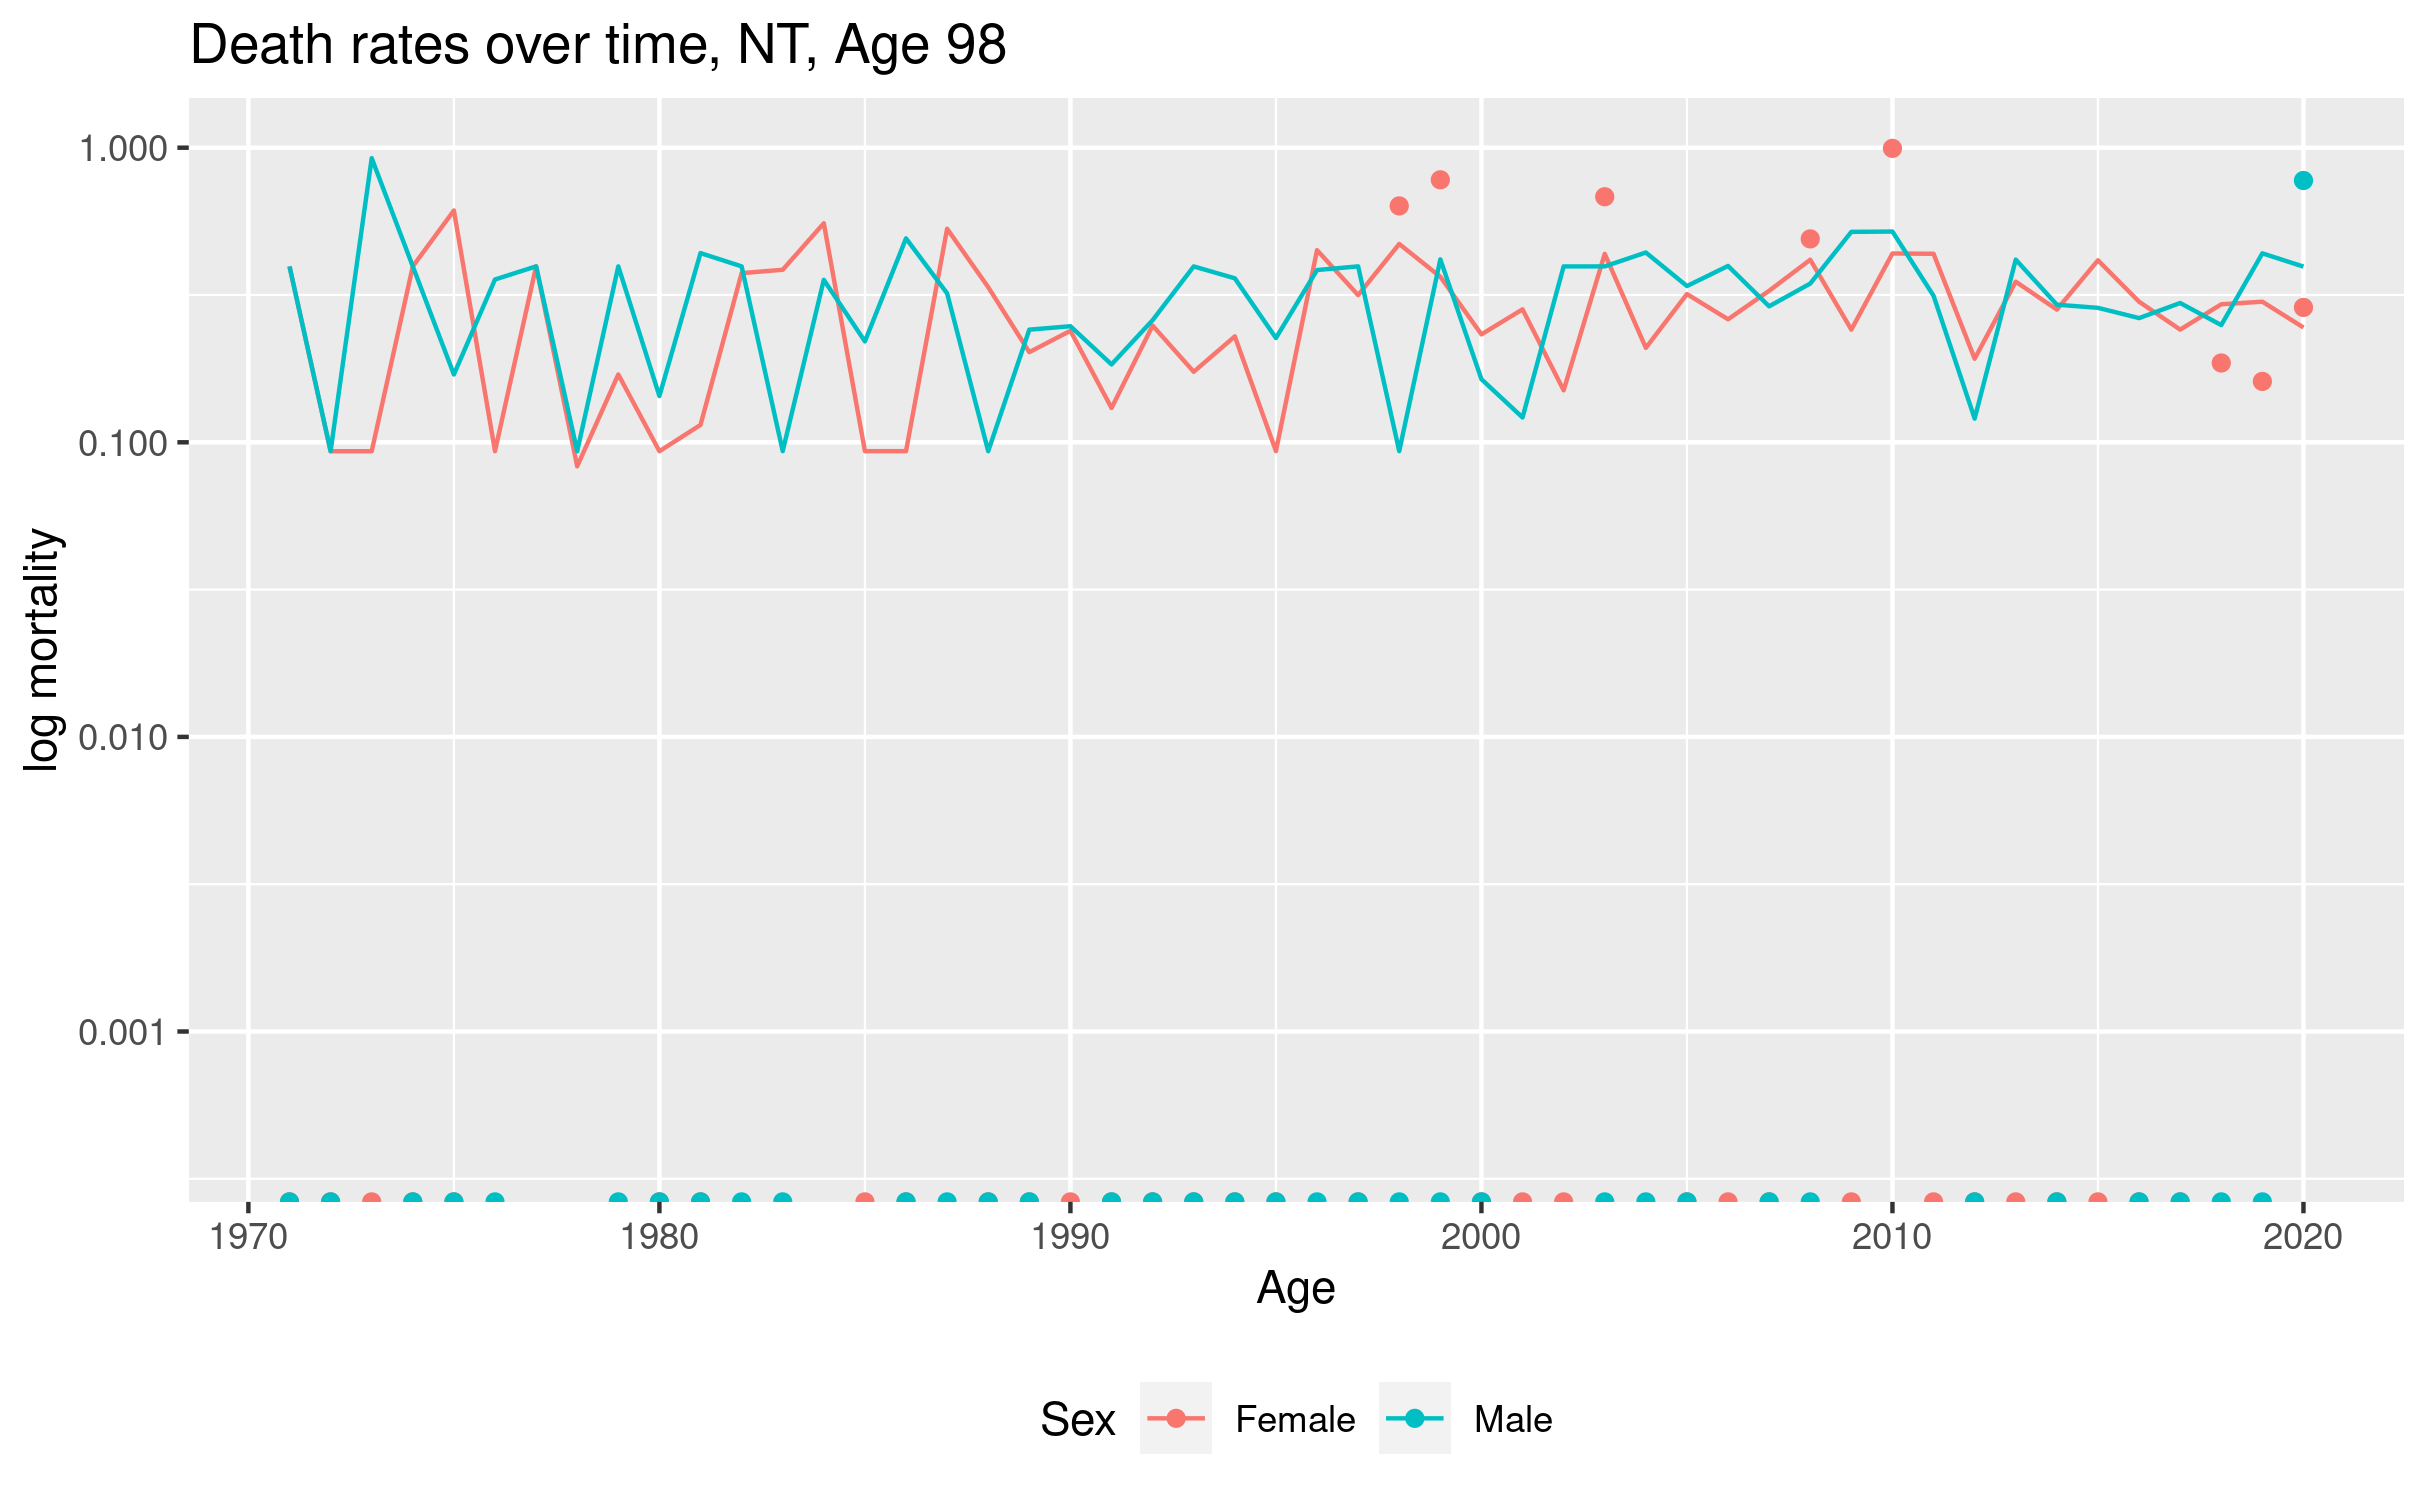 Death rates over time, NT, Age 98
log mortality
1.000
0.100
0.010
0.001
1970 1980 1990 2000 2010 2020
Age
Sex Female Male